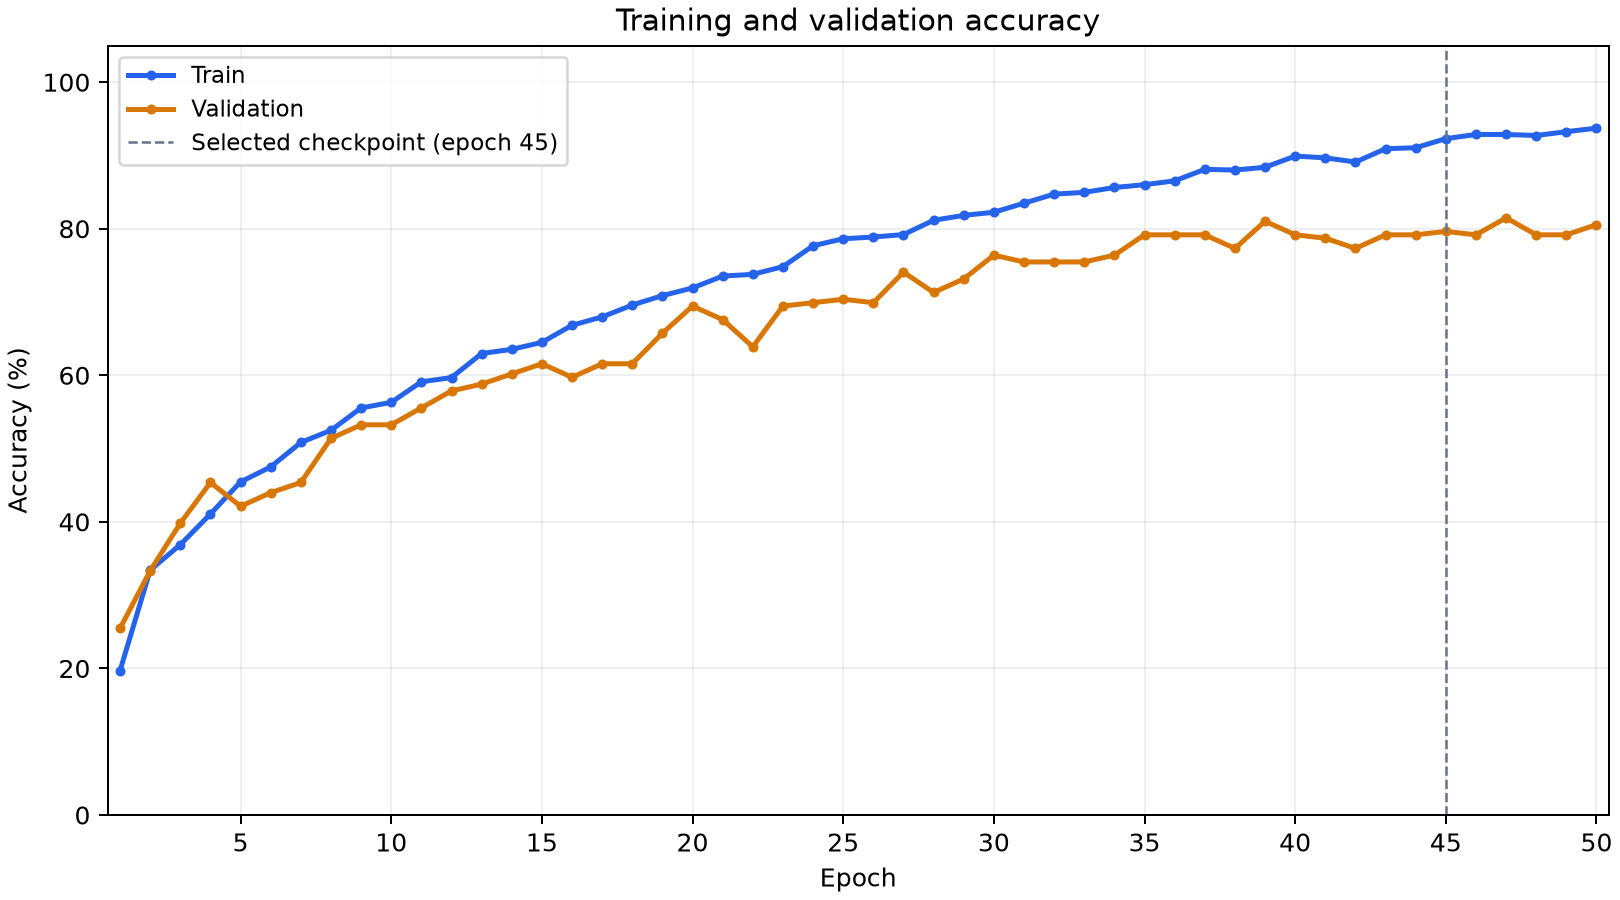 Training and validation accuracy
Train
Validation
Selected checkpoint (epoch 45)
Accuracy (%)
100
80
60
40
20
0
5 10 15 20 25 30 35 40 45 50
Epoch